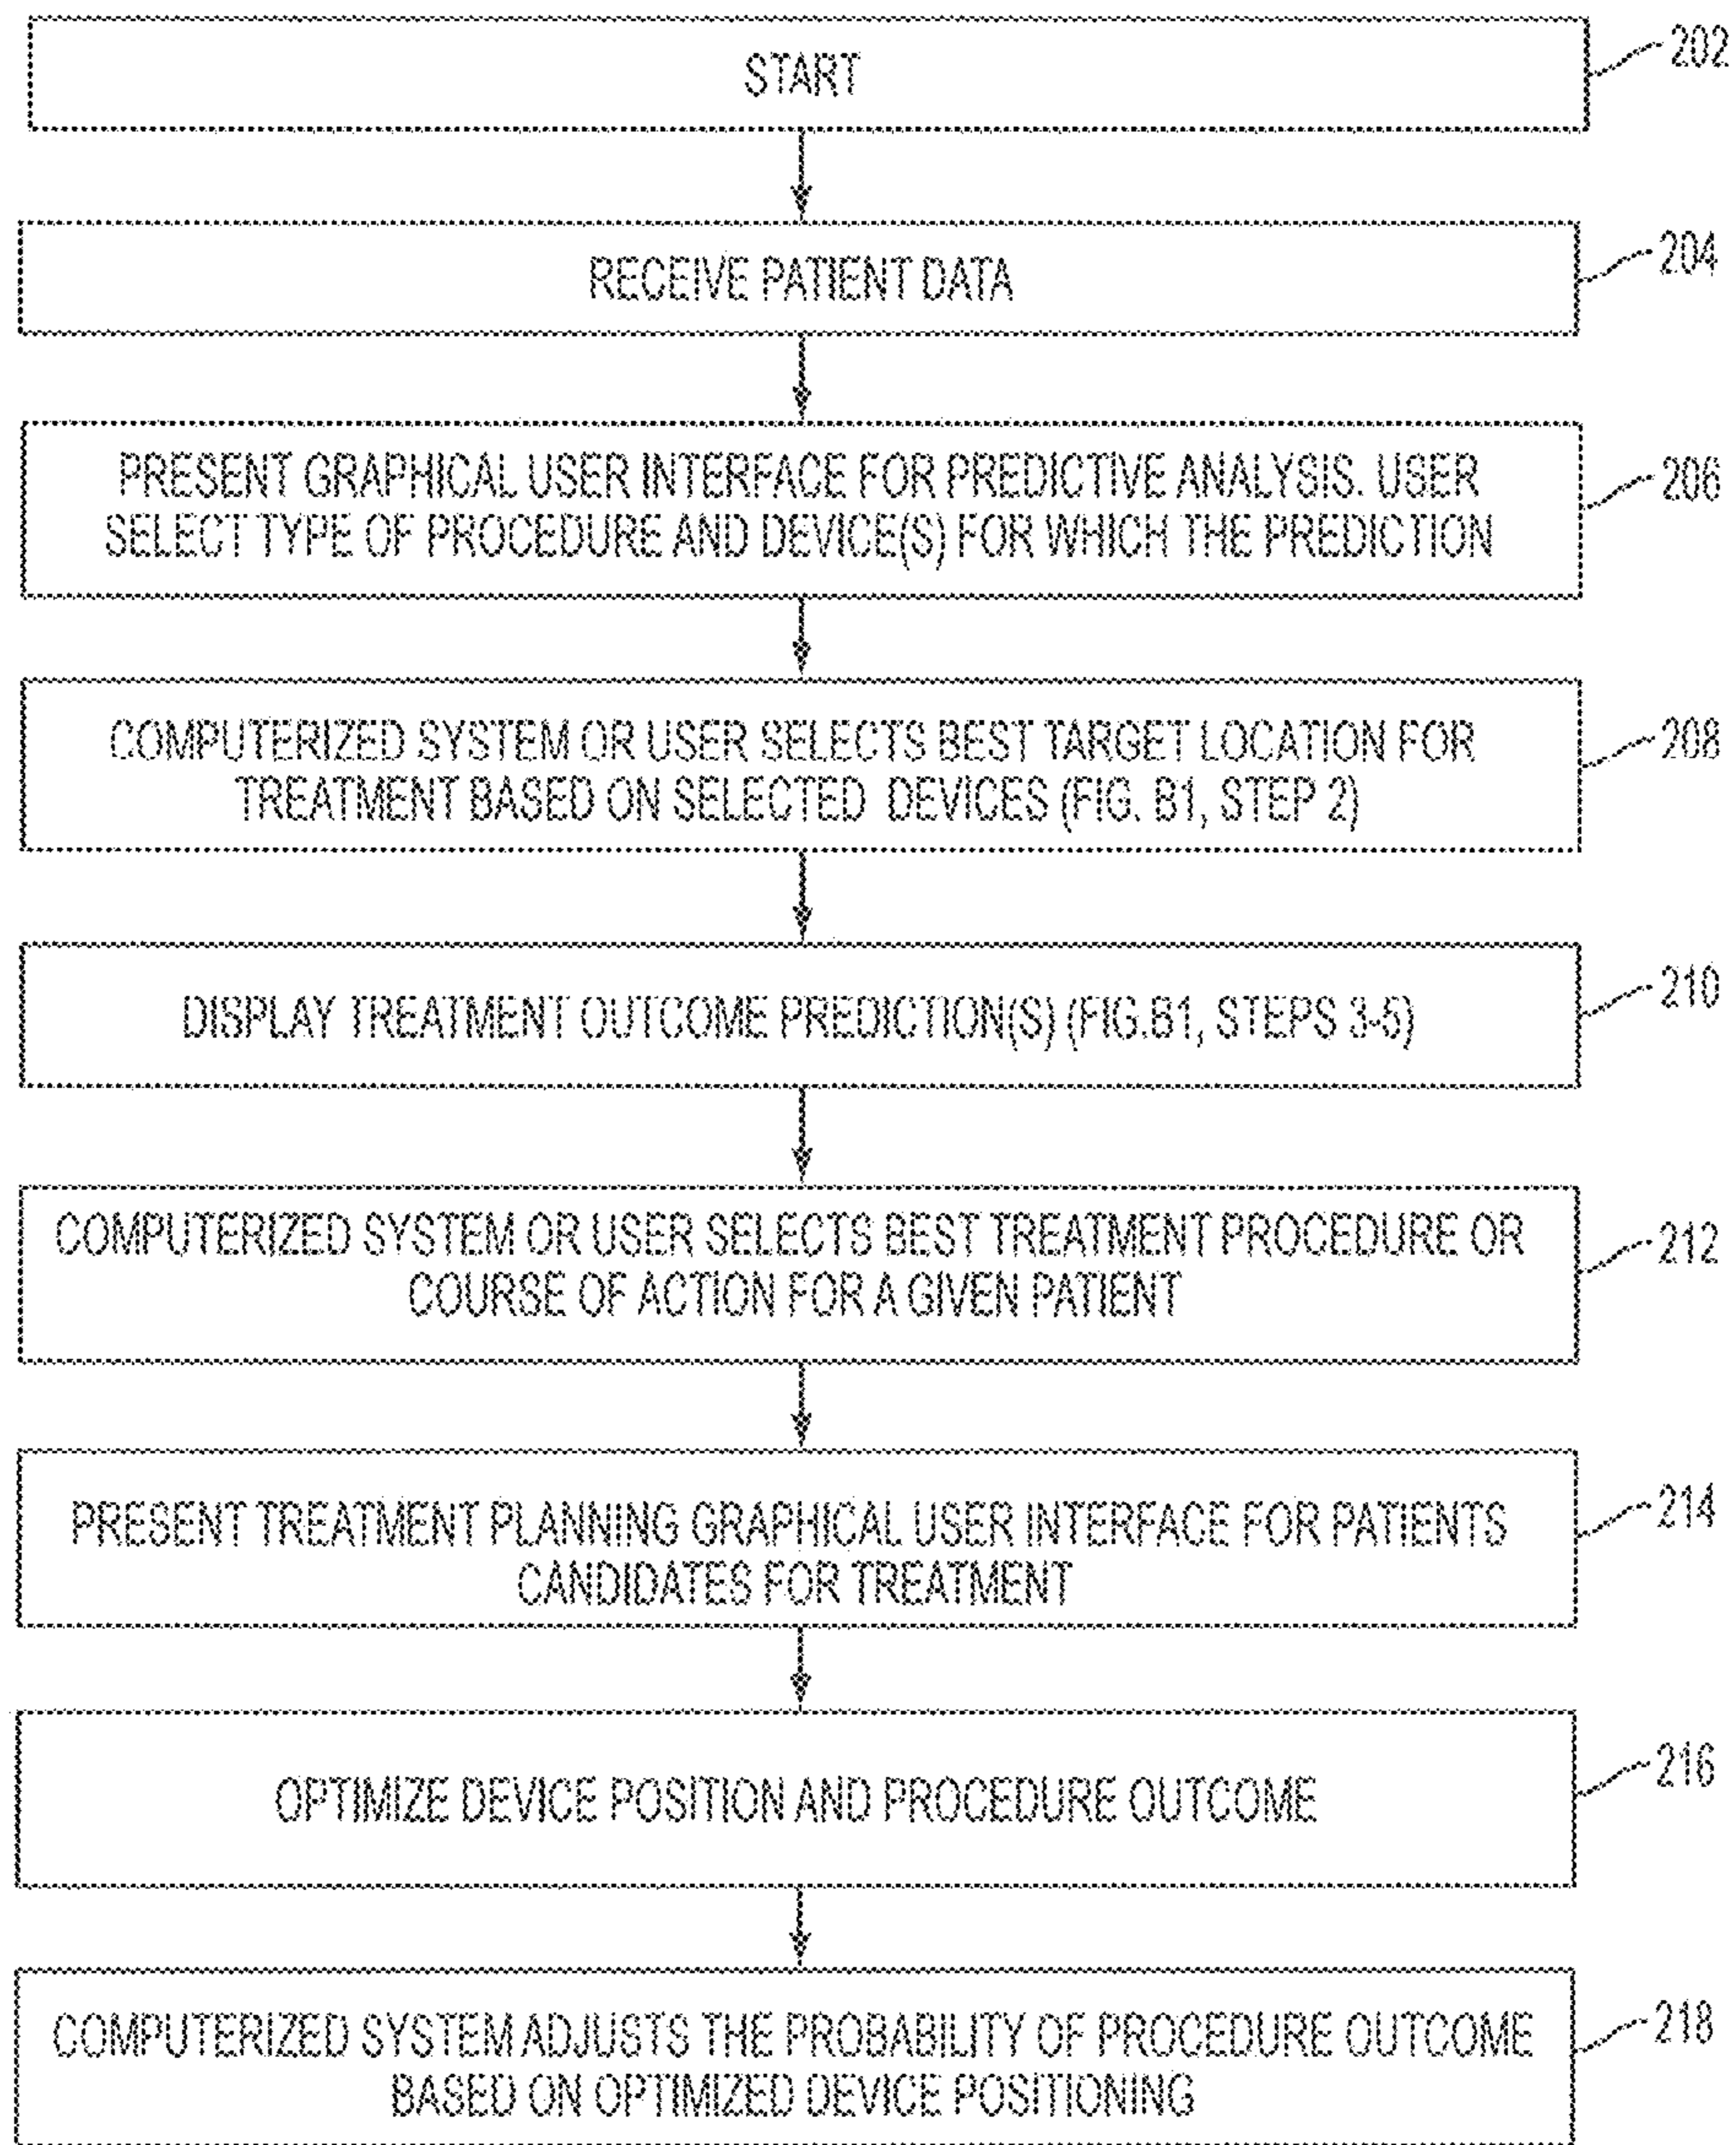 START
202
RECEIVE PATIENT DATA
204
PRESENT GRAPHICAL USER INTERFACE FOR PREDICTIVE ANALYSIS. USER
SELECT TYPE OF PROCEDURE AND DEVICE(S) FOR WHICH THE PREDICTION
206
COMPUTERIZED SYSTEM OR USER SELECTS BEST TARGET LOCATION FOR
TREATMENT BASED ON SELECTED DEVICES (FIG. B1, STEP 2)
208
DISPLAY TREATMENT OUTCOME PREDICTION(S) (FIG.B1, STEPS 3-5)
210
COMPUTERIZED SYSTEM OR USER SELECTS BEST TREATMENT PROCEDURE OR
COURSE OF ACTION FOR A GIVEN PATIENT
212
PRESENT TREATMENT PLANNING GRAPHICAL USER INTERFACE FOR PATIENTS
CANDIDATES FOR TREATMENT
214
OPTIMIZE DEVICE POSITION AND PROCEDURE OUTCOME
216
COMPUTERIZED SYSTEM ADJUSTS THE PROBABILITY OF PROCEDURE OUTCOME
BASED ON OPTIMIZED DEVICE POSITIONING
218